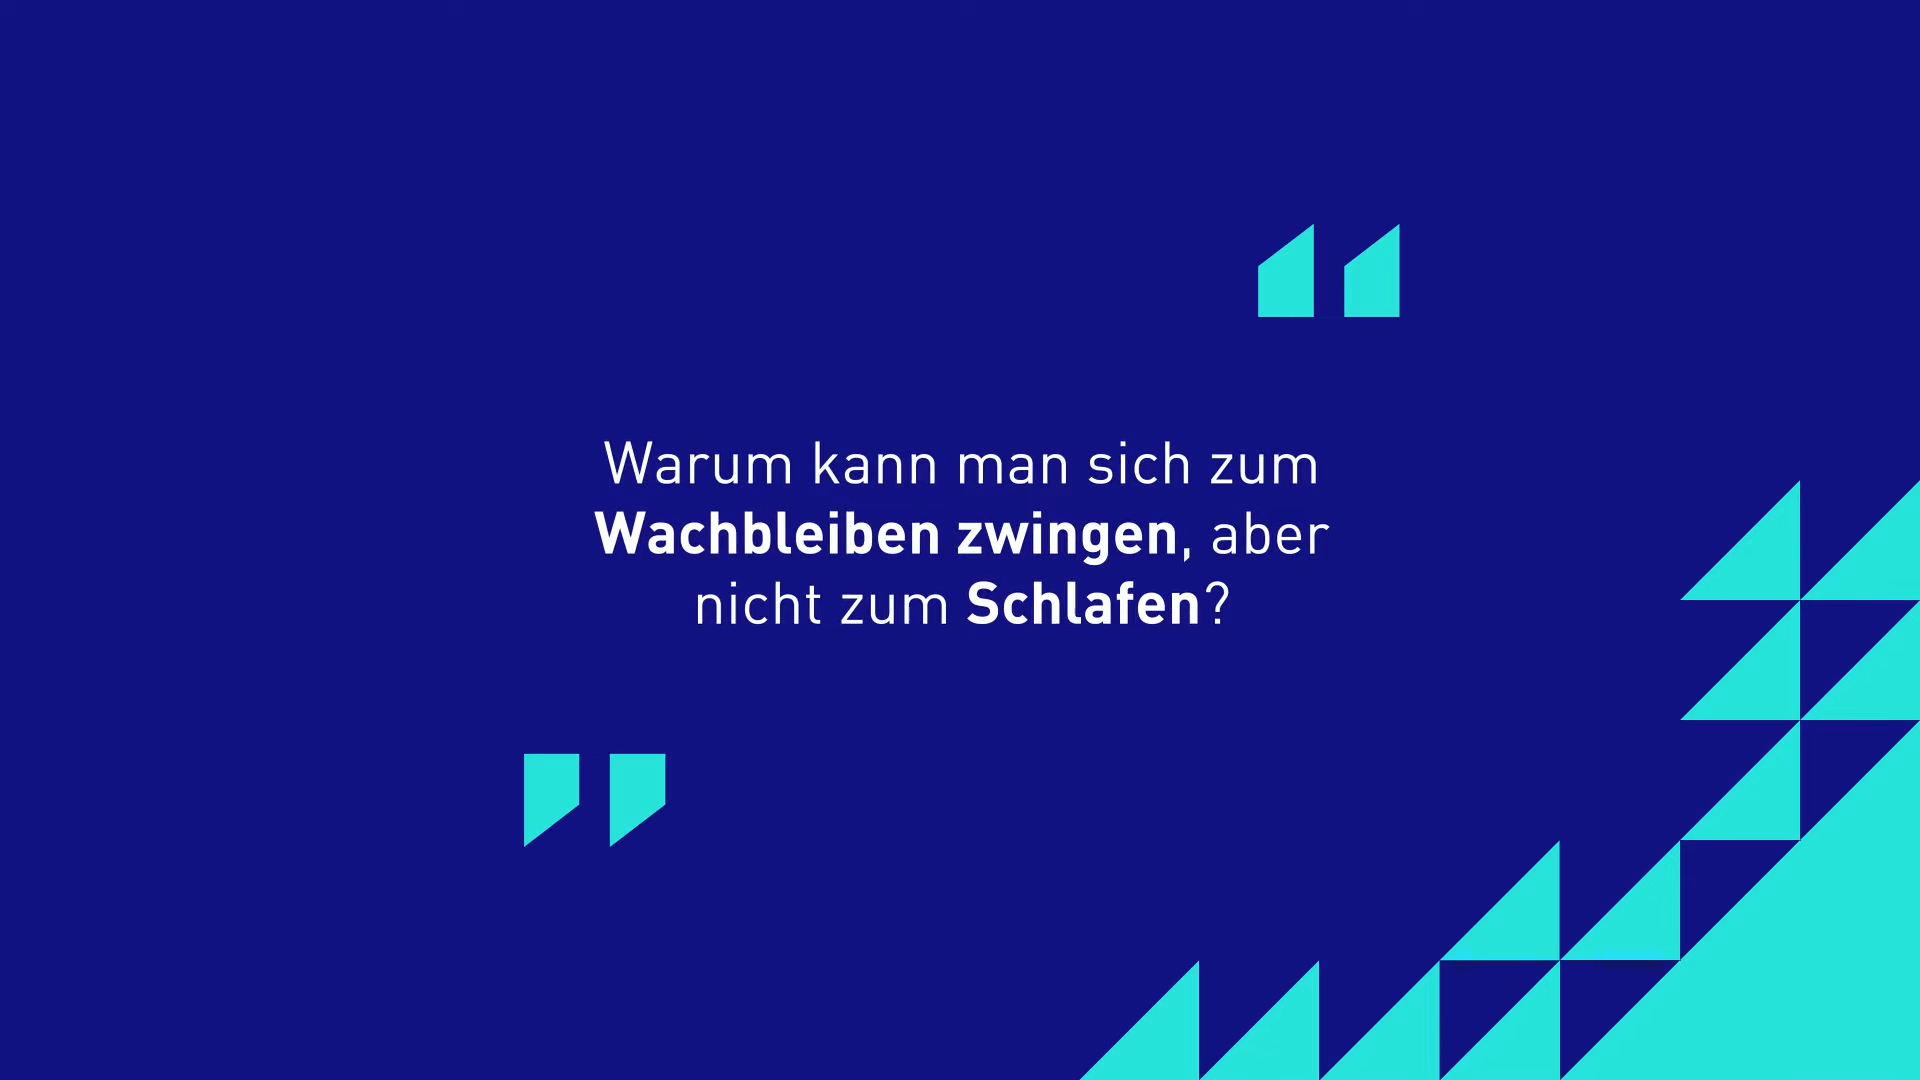 Warum kann man sich zum
Wachbleiben zwingen, aber
nicht zum Schlafen?